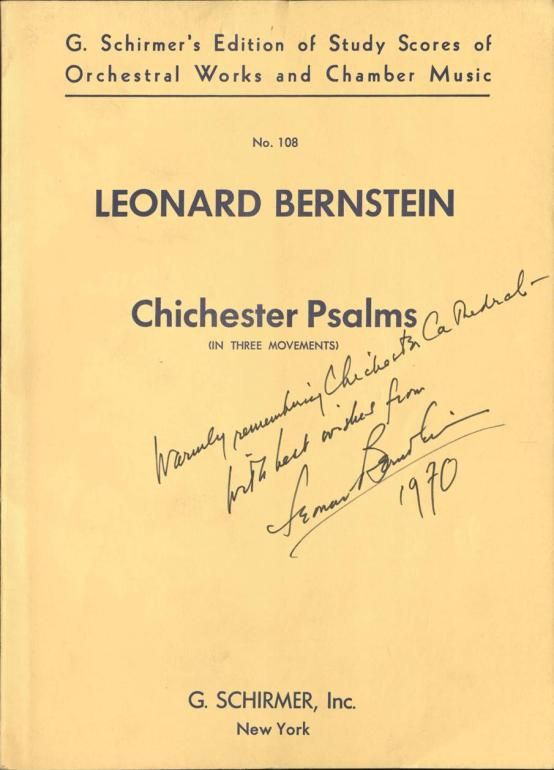 G. Schirmer's Edition of Study Scores of
Orchestral Works and Chamber Music
No. 108
LEONARD BERNSTEIN
Chichester Psalms
(IN THREE MOVEMENTS)
Warmly remembering Chichester Cathedral-
with best wishes from
Leonard Bernstein
1970
G. SCHIRMER, Inc.
New York